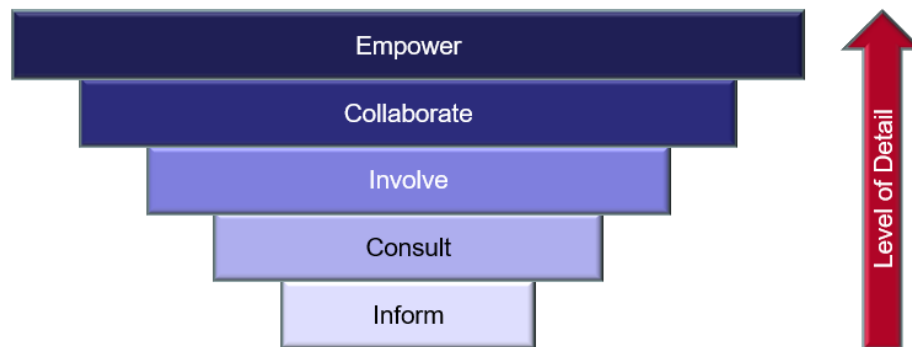 Empower
Collaborate
Involve
Consult
Inform
Level of Detail